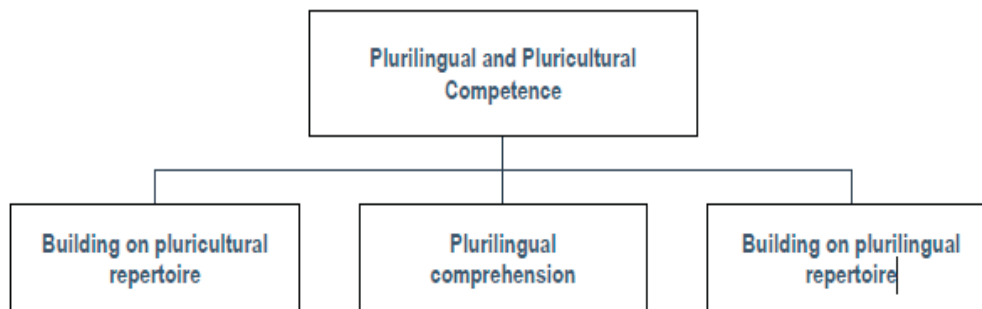 Plurilingual and Pluricultural
Competence
Building on pluricultural
repertoire
Plurilingual
comprehension
Building on plurilingual
repertoire